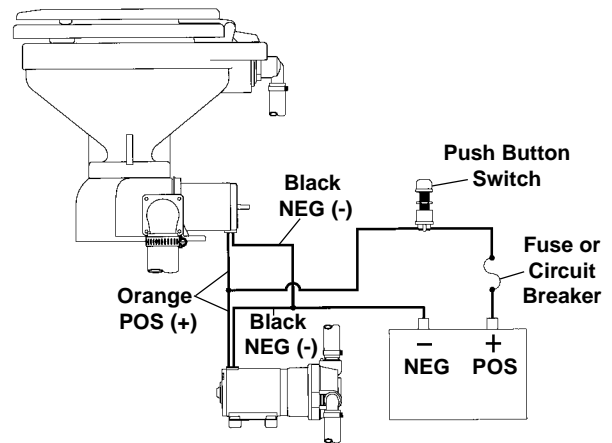 Push Button
Switch
Black
NEG (-)
Fuse or
Circuit
Breaker
Orange
POS (+)
Black
NEG (-)
− +
NEG POS